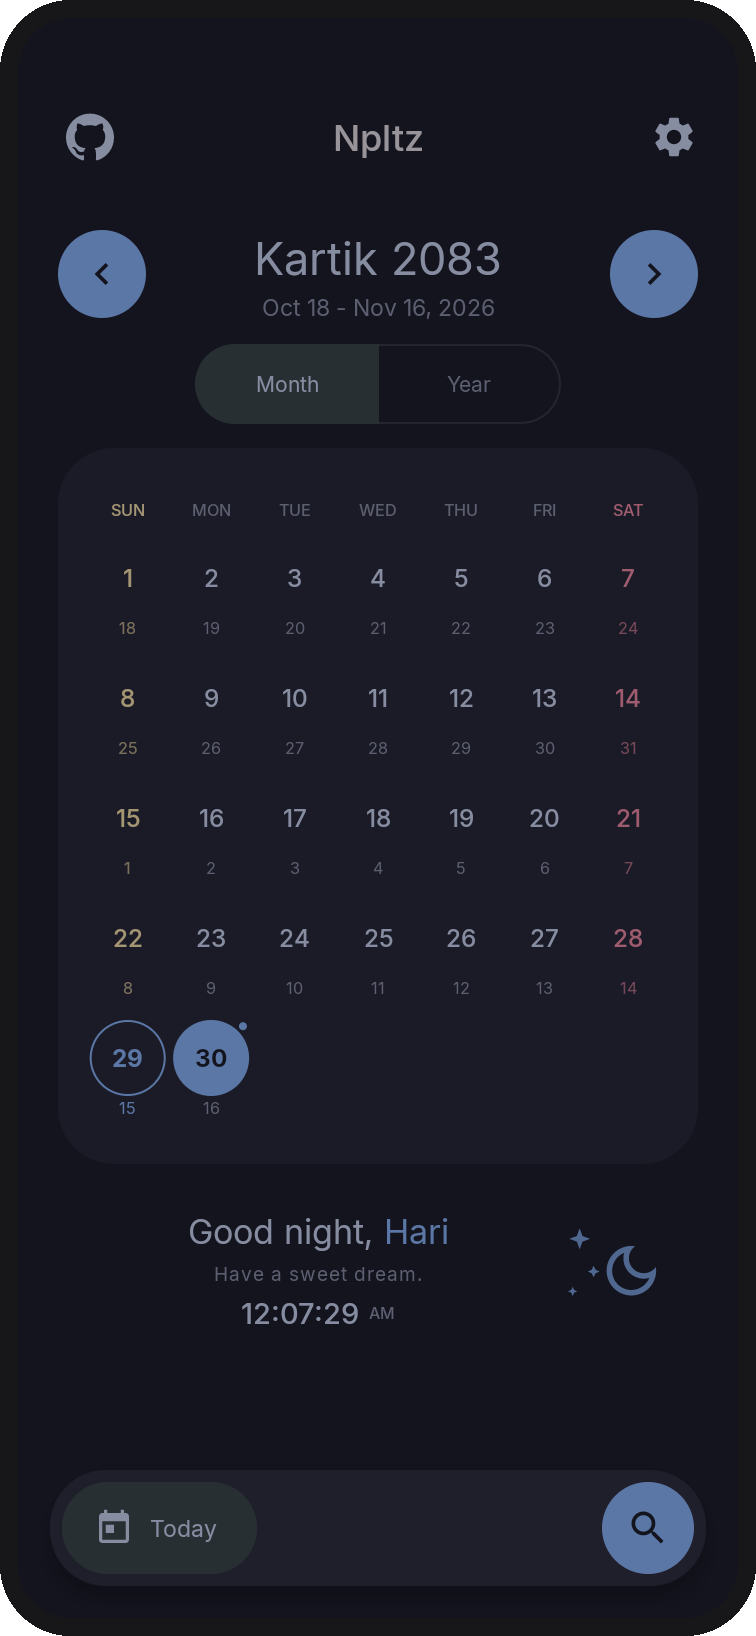 Npltz
Kartik 2083
Oct 18 - Nov 16, 2026
Month Year
SUN MON TUE WED THU FRI SAT
1 2 3 4 5 6 7
18 19 20 21 22 23 24
8 9 10 11 12 13 14
25 26 27 28 29 30 31
15 16 17 18 19 20 21
1 2 3 4 5 6 7
22 23 24 25 26 27 28
8 9 10 11 12 13 14
29 30
15 16
Good night, Hari
Have a sweet dream.
12:07:29 AM
Today